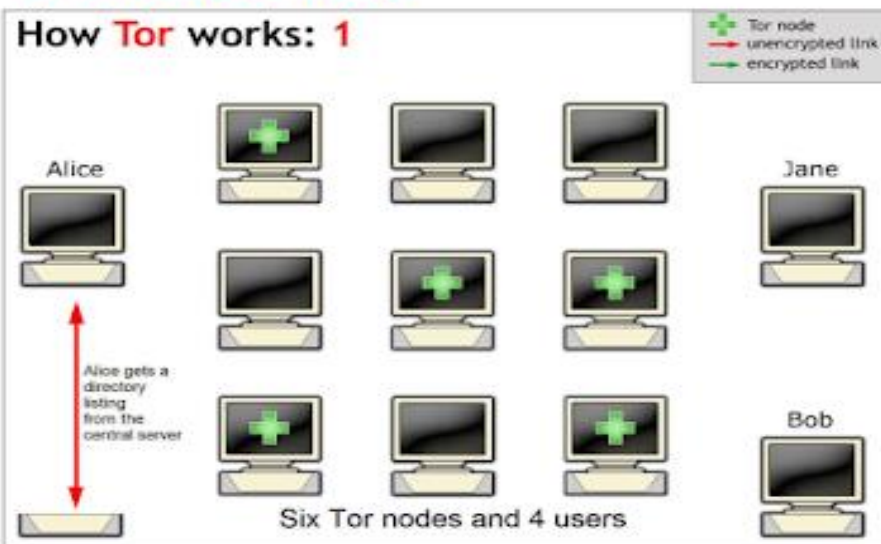 How Tor works: 1
Tor node
unencrypted link
encrypted link
Alice
Jane
Alice gets a
directory
listing
from the
central server
Bob
Six Tor nodes and 4 users